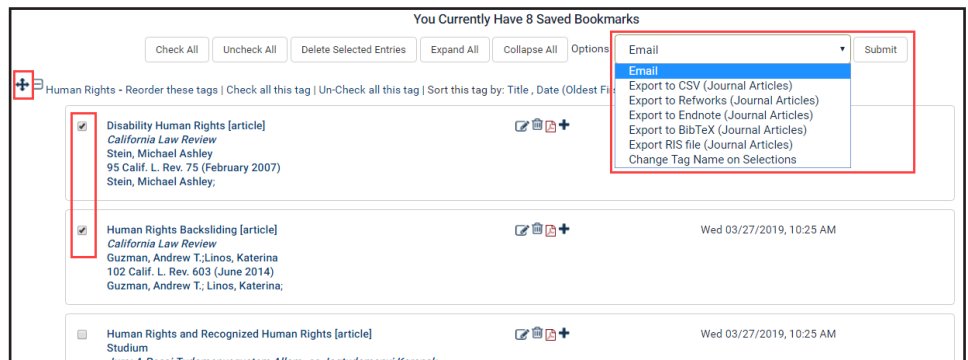 You Currently Have 8 Saved Bookmarks
Check All Uncheck All Delete Selected Entries Expand All Collapse All Options Email Submit
Email
Export to CSV (Journal Articles)
Export to Refworks (Journal Articles)
Export to Endnote (Journal Articles)
Export to BibTeX (Journal Articles)
Export RIS file (Journal Articles)
Change Tag Name on Selections
Human Rights - Reorder these tags | Check all this tag | Un-Check all this tag | Sort this tag by: Title , Date (Oldest
Disability Human Rights [article]
California Law Review
Stein, Michael Ashley
95 Calif. L. Rev. 75 (February 2007)
Stein, Michael Ashley;
Human Rights Backsliding [article] Wed 03/27/2019, 10:25 AM
California Law Review
Guzman, Andrew T.;Linos, Katerina
102 Calif. L. Rev. 603 (June 2014)
Guzman, Andrew T.; Linos, Katerina;
Human Rights and Recognized Human Rights [article] Wed 03/27/2019, 10:25 AM
Studium